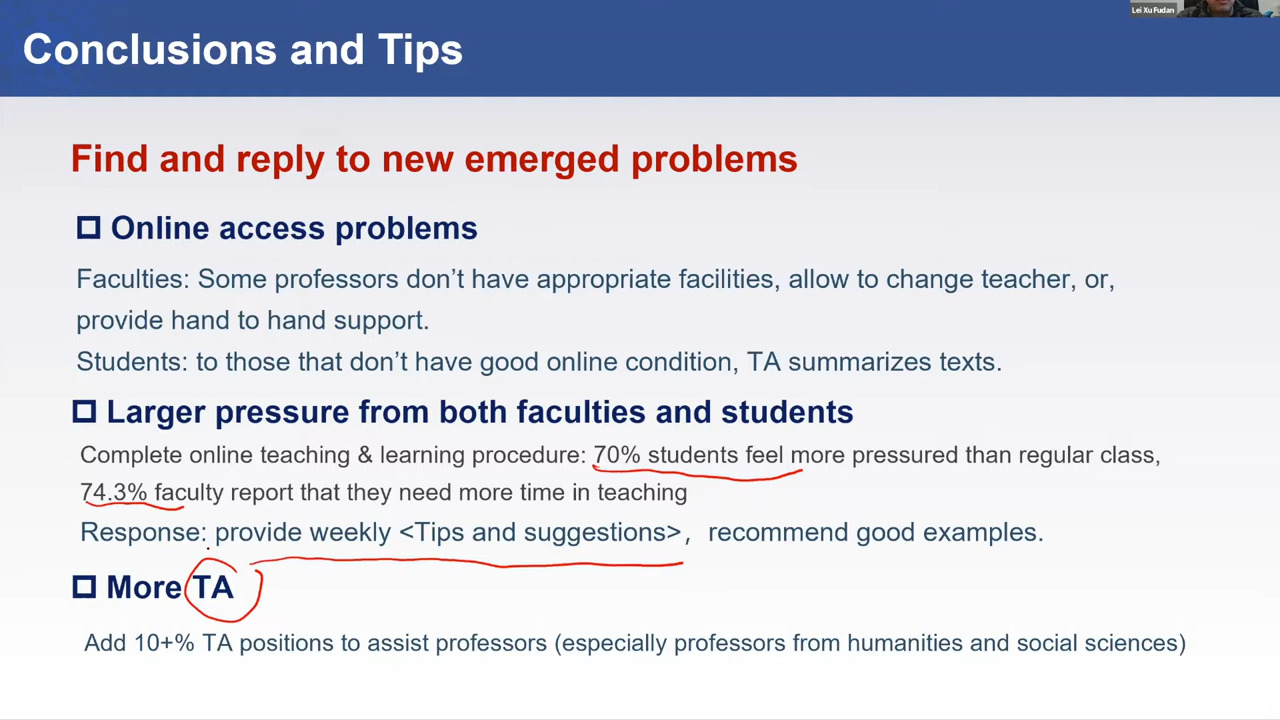 Lei Xu Fudan
Conclusions and Tips
Find and reply to new emerged problems
Online access problems
Faculties: Some professors don’t have appropriate facilities, allow to change teacher, or,
provide hand to hand support.
Students: to those that don’t have good online condition, TA summarizes texts.
Larger pressure from both faculties and students
Complete online teaching & learning procedure: 70% students feel more pressured than regular class,
74.3% faculty report that they need more time in teaching
Response: provide weekly <Tips and suggestions>, recommend good examples.
More TA
Add 10+% TA positions to assist professors (especially professors from humanities and social sciences)